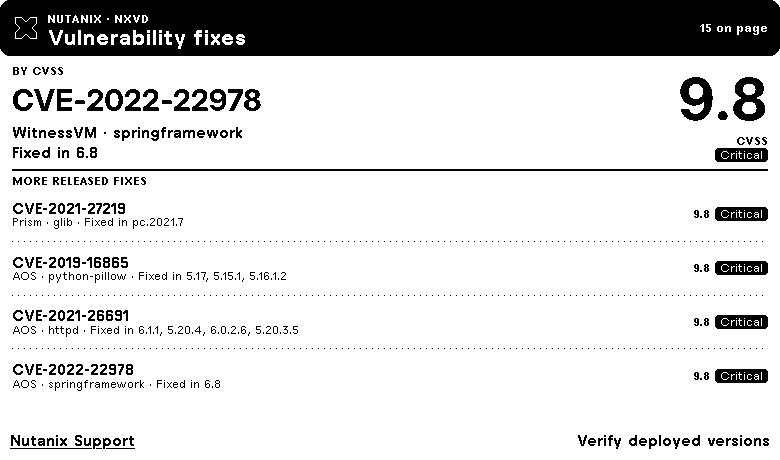 NUTANIX · NXVD
Vulnerability fixes
15 on page
BY CVSS
CVE-2022-22978
9.8
WitnessVM · springframework
CVSS
Fixed in 6.8
Critical
MORE RELEASED FIXES
CVE-2021-27219
Prism · glib · Fixed in pc.2021.7
9.8 Critical
CVE-2019-16865
AOS · python-pillow · Fixed in 5.17, 5.15.1, 5.16.1.2
9.8 Critical
CVE-2021-26691
AOS · httpd · Fixed in 6.1.1, 5.20.4, 6.0.2.6, 5.20.3.5
9.8 Critical
CVE-2022-22978
AOS · springframework · Fixed in 6.8
9.8 Critical
Nutanix Support
Verify deployed versions